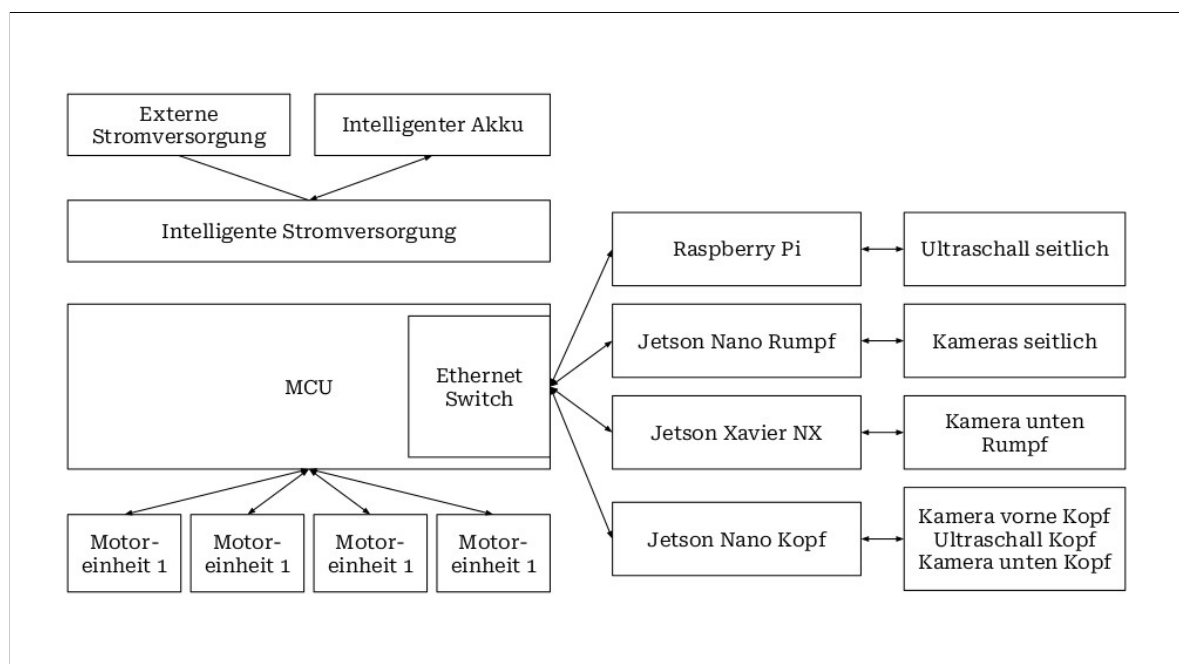 Externe
Stromversorgung
Intelligenter Akku
Intelligente Stromversorgung
MCU
Ethernet
Switch
Motor-
einheit 1
Motor-
einheit 1
Motor-
einheit 1
Motor-
einheit 1
Raspberry Pi
Ultraschall seitlich
Jetson Nano Rumpf
Kameras seitlich
Jetson Xavier NX
Kamera unten
Rumpf
Jetson Nano Kopf
Kamera vorne Kopf
Ultraschall Kopf
Kamera unten Kopf